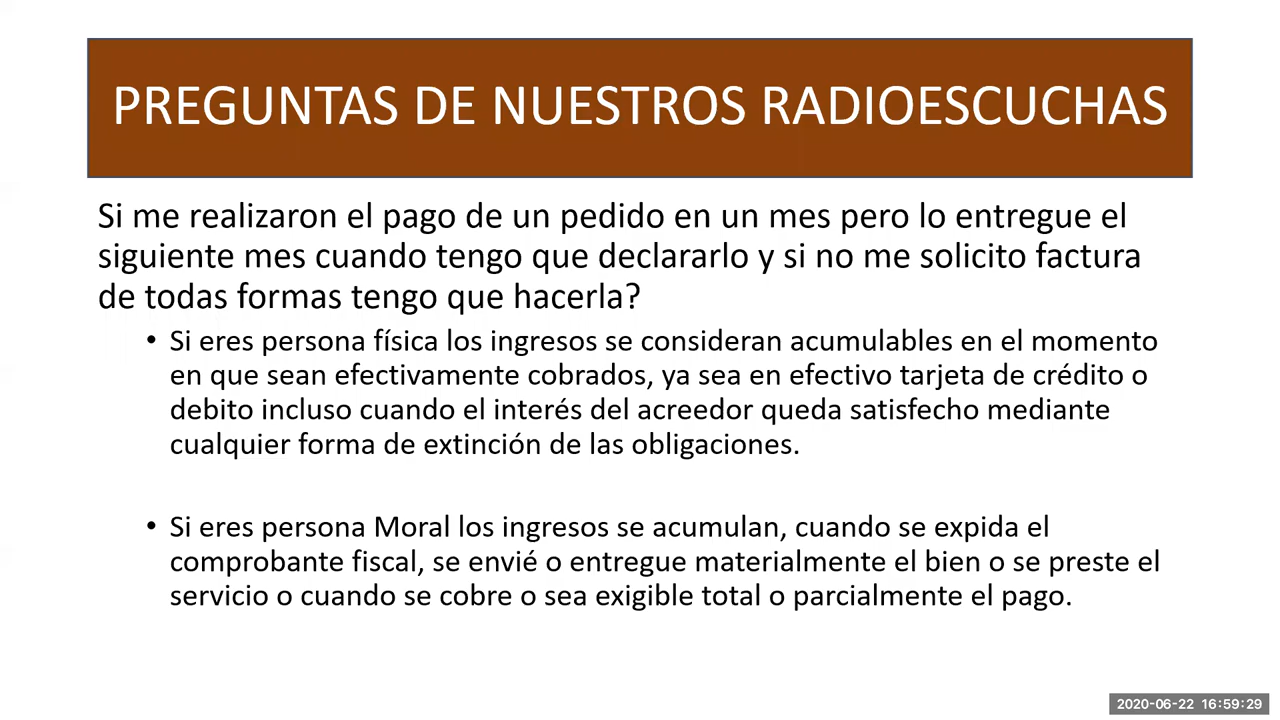 PREGUNTAS DE NUESTROS RADIOESCUCHAS
Si me realizaron el pago de un pedido en un mes pero lo entregue el
siguiente mes cuando tengo que declararlo y si no me solicito factura
de todas formas tengo que hacerla?
• Si eres persona física los ingresos se consideran acumulables en el momento
en que sean efectivamente cobrados, ya sea en efectivo tarjeta de crédito o
debito incluso cuando el interés del acreedor queda satisfecho mediante
cualquier forma de extinción de las obligaciones.
• Si eres persona Moral los ingresos se acumulan, cuando se expida el
comprobante fiscal, se envié o entregue materialmente el bien o se preste el
servicio o cuando se cobre o sea exigible total o parcialmente el pago.
2020-06-22 16:59:29